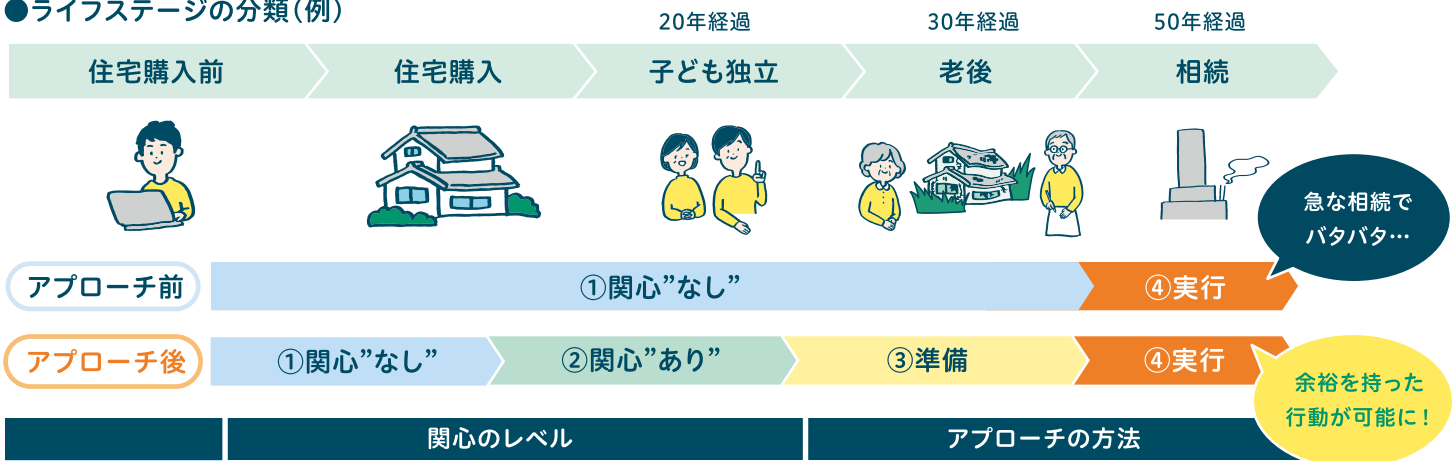 ●ライフステージの分類（例）
20年経過
30年経過
50年経過
住宅購入前
住宅購入
子ども独立
老後
相続
急な相続で
バタバタ…
アプローチ前
①関心”なし”
④実行
アプローチ後
①関心”なし”
②関心”あり”
③準備
④実行
余裕を持った
行動が可能に！
関心のレベル
アプローチの方法